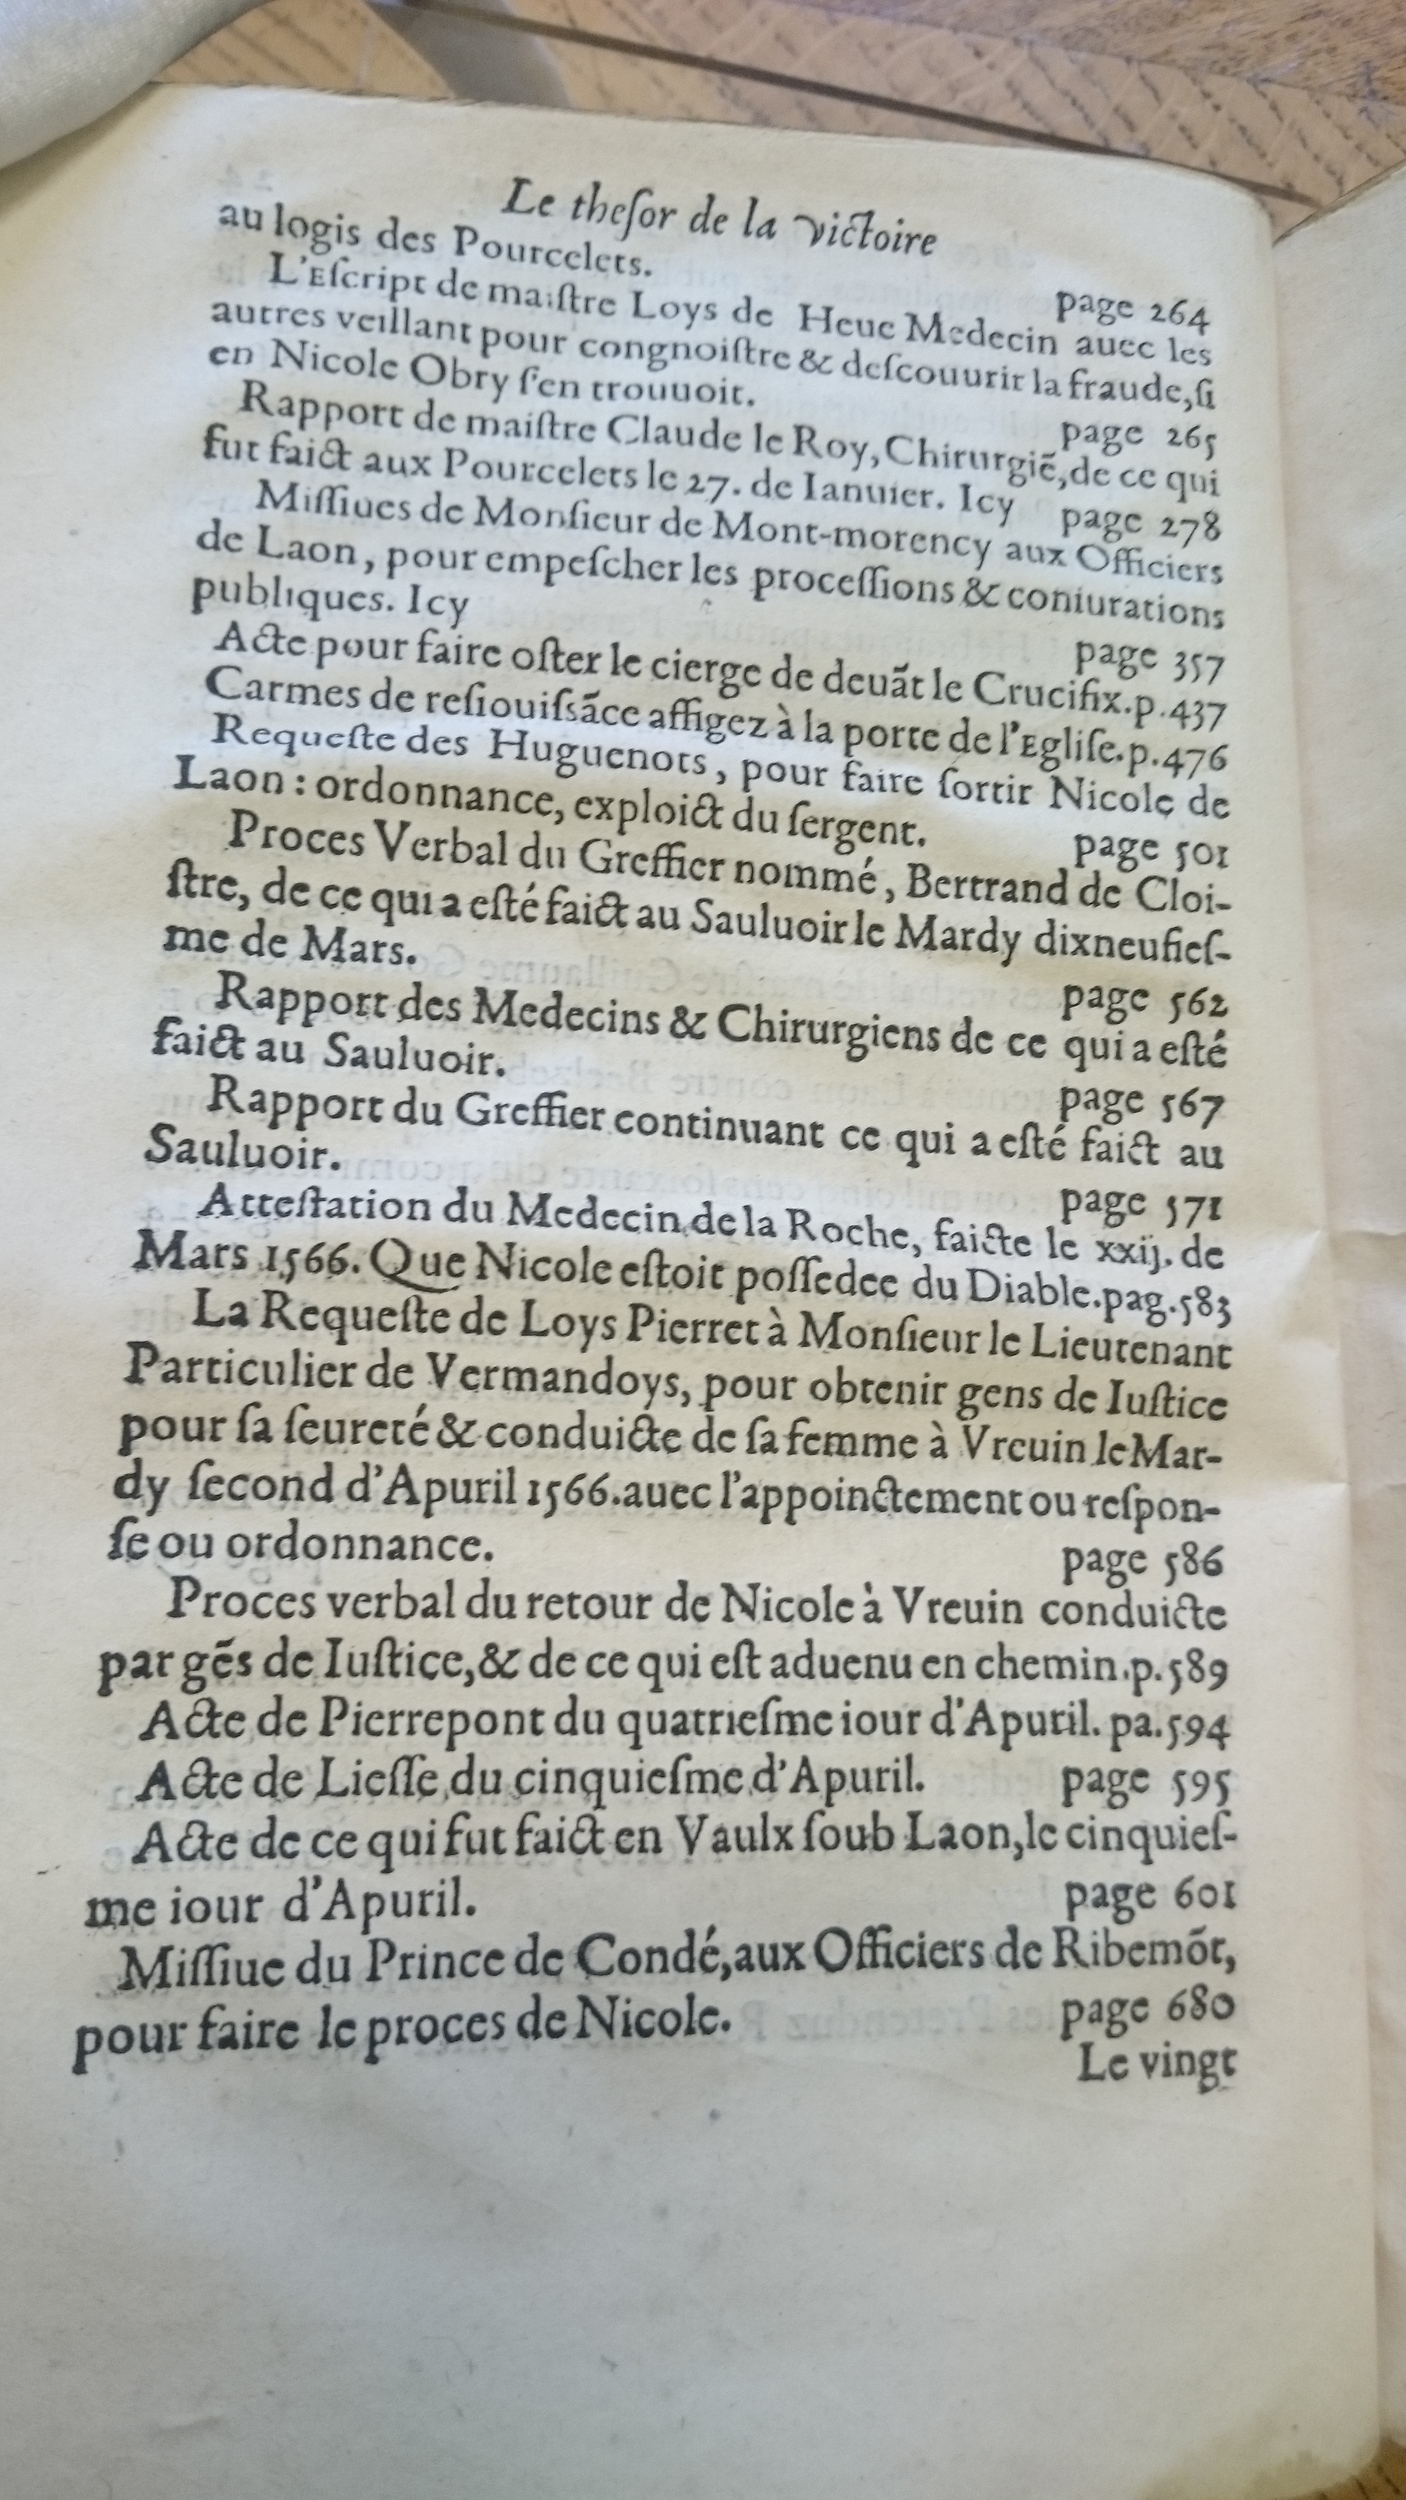 Le theſor de la victoire
au logis des Pourcelets. page 264
L'Eſcript de maiſtre Loys de Heue Medecin auec les
autres veillant pour congnoiſtre & deſcouurir la fraude, ſi
en Nicole Obry ſ'en trouuoit. page 265
Rapport de maiſtre Claude le Roy, Chirurgiẽ, de ce qui
fut faict aux Pourcelets le 27. de Ianuier. Icy page 278
Miſſiues de Monſieur de Mont-morency aux Officiers
de Laon, pour empeſcher les proceſſions & coniurations
publiques. Icy page 357
Acte pour faire oſter le cierge de deuãt le Crucifix. p. 437
Carmes de reſiouiſsãce affigez à la porte de l'Egliſe. p. 476
Requeſte des Huguenots, pour faire ſortir Nicole de
Laon : ordonnance, exploict du ſergent. page 501
Proces Verbal du Greffier nommé, Bertrand de Cloi-
ſtre, de ce qui a eſté faict au Sauluoir le Mardy dixneufieſ-
me de Mars. page 562
Rapport des Medecins & Chirurgiens de ce qui a eſté
faict au Sauluoir. page 567
Rapport du Greffier continuant ce qui a eſté faict au
Sauluoir. page 571
Atteſtation du Medecin de la Roche, faicte le xxij. de
Mars 1566. Que Nicole eſtoit poſſedee du Diable. pag. 583
La Requeſte de Loys Pierret à Monſieur le Lieutenant
Particulier de Vermandoys, pour obtenir gens de Iuſtice
pour ſa ſeureté & conduicte de ſa femme à Vreuin le Mar-
dy ſecond d'Apuril 1566. auec l'appoinctement ou reſpon-
ſe ou ordonnance. page 586
Proces verbal du retour de Nicole à Vreuin conduicte
par gẽs de Iuſtice, & de ce qui eſt aduenu en chemin. p. 589
Acte de Pierrepont du quatrieſme iour d'Apuril. pa. 594
Acte de Lieſſe du cinquieſme d'Apuril. page 595
Acte de ce qui fut faict en Vaulx ſoub Laon, le cinquieſ-
me iour d'Apuril. page 601
Miſſiue du Prince de Condé, aux Officiers de Ribemõt,
pour faire le proces de Nicole. page 680
Le vingt